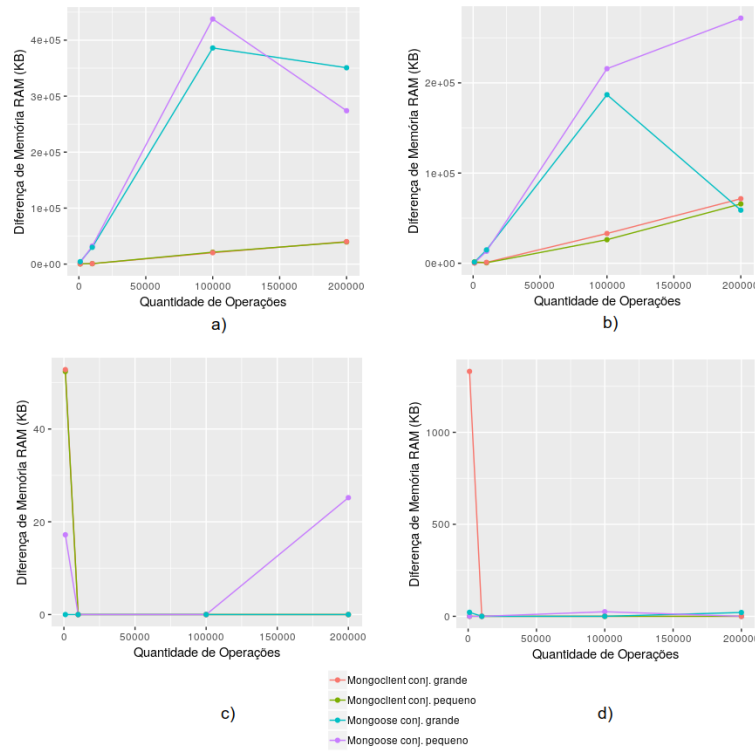 Diferença de Memória RAM (KB)
4e+05
3e+05
2e+05
1e+05
0e+00
0
50000
100000
150000
200000
Quantidade de Operações
a)
Diferença de Memória RAM (KB)
2e+05
1e+05
0e+00
0
50000
100000
150000
200000
Quantidade de Operações
b)
Diferença de Memória RAM (KB)
40
20
0
0
50000
100000
150000
200000
Quantidade de Operações
c)
Diferença de Memória RAM (KB)
1000
500
0
0
50000
100000
150000
200000
Quantidade de Operações
d)
Mongoclient conj. grande
Mongoclient conj. pequeno
Mongoose conj. grande
Mongoose conj. pequeno